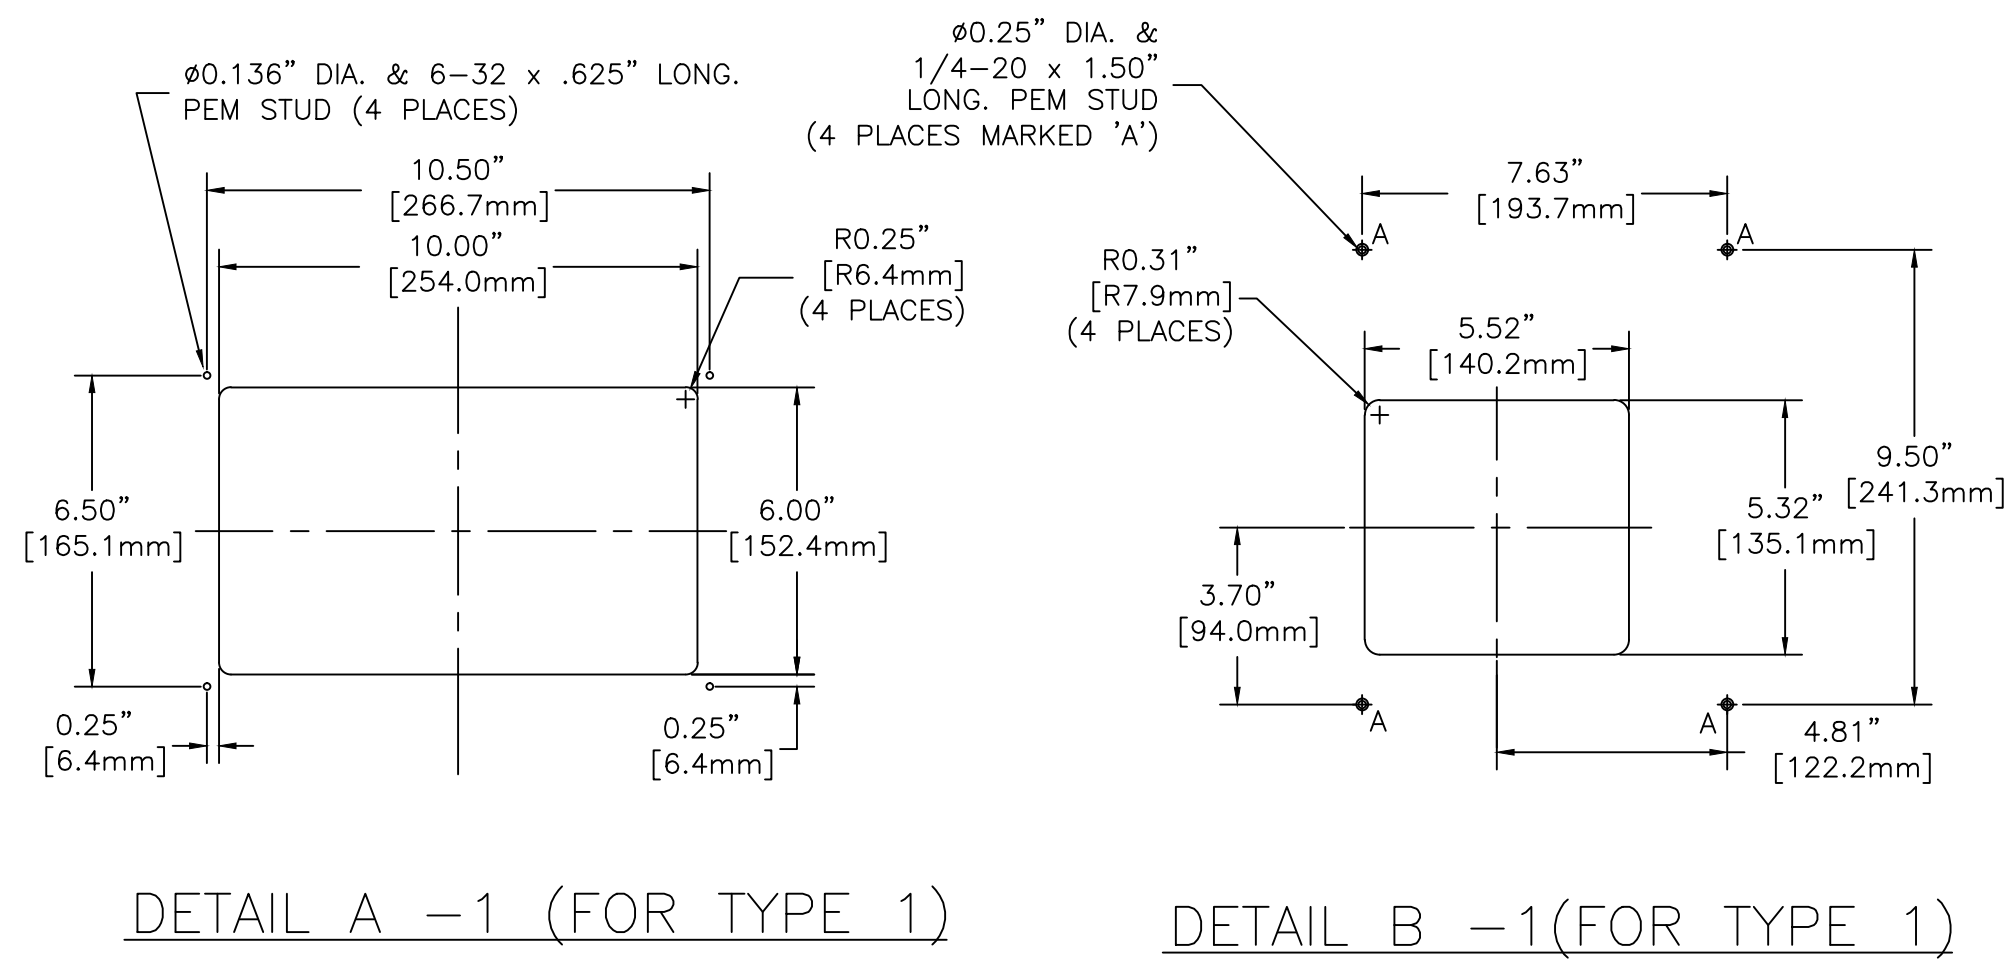 ø0.136” DIA. & 6-32 x .625” LONG.
PEM STUD (4 PLACES)
10.50”
[266.7mm]
10.00”
[254.0mm]
R0.25”
[R6.4mm]
(4 PLACES)
6.50”
[165.1mm]
6.00”
[152.4mm]
0.25”
[6.4mm]
0.25”
[6.4mm]
DETAIL A -1 (FOR TYPE 1)
ø0.25” DIA. &
1/4-20 x 1.50”
LONG. PEM STUD
(4 PLACES MARKED 'A')
7.63”
[193.7mm]
A
A
R0.31”
[R7.9mm]
(4 PLACES)
5.52”
[140.2mm]
9.50”
[241.3mm]
5.32”
[135.1mm]
3.70”
[94.0mm]
A
A
4.81”
[122.2mm]
DETAIL B -1(FOR TYPE 1)